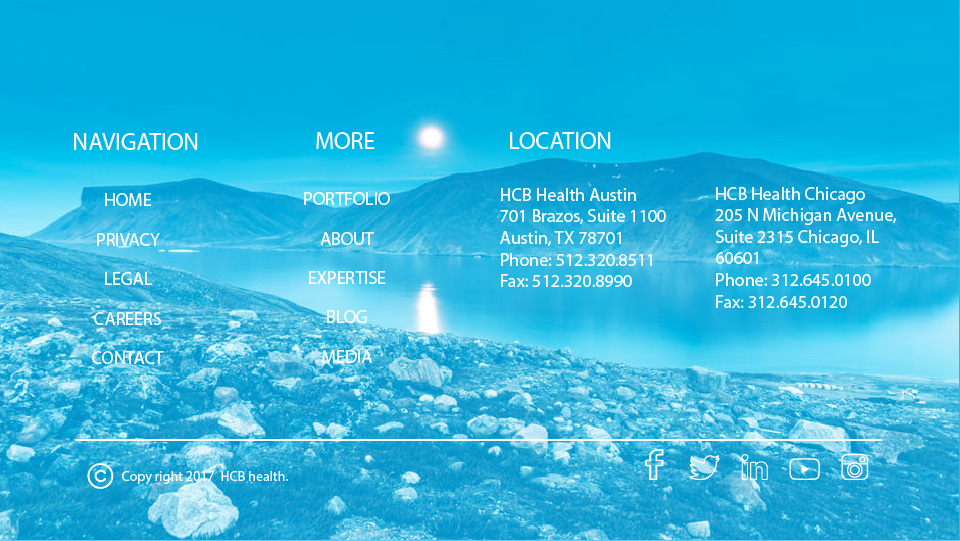 NAVIGATION
HOME
PRIVACY
LEGAL
CAREERS
CONTACT
MORE
PORTFOLIO
ABOUT
EXPERTISE
BLOG
MEDIA
LOCATION
HCB Health Austin
701 Brazos, Suite 1100
Austin, TX 78701
Phone: 512.320.8511
Fax: 512.320.8990
HCB Health Chicago
205 N Michigan Avenue,
Suite 2315 Chicago, IL
60601
Phone: 312.645.0100
Fax: 312.645.0120
© Copy right 2017 HCB health.